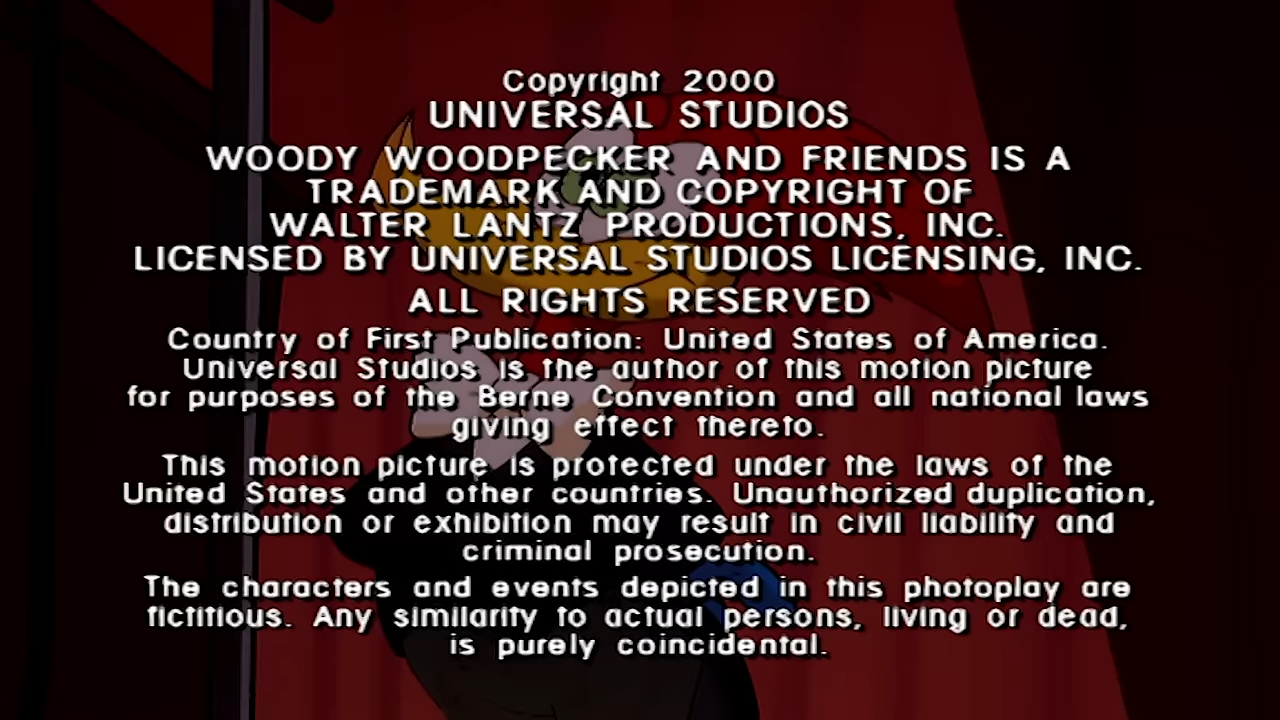 Copyright 2000
UNIVERSAL STUDIOS
WOODY WOODPECKER AND FRIENDS IS A
TRADEMARK AND COPYRIGHT OF
WALTER LANTZ PRODUCTIONS, INC.
LICENSED BY UNIVERSAL STUDIOS LICENSING, INC.
ALL RIGHTS RESERVED
Country of First Publication: United States of America.
Universal Studios is the author of this motion picture
for purposes of the Berne Convention and all national laws
giving effect thereto.
This motion picture is protected under the laws of the
United States and other countries. Unauthorized duplication,
distribution or exhibition may result in civil liability and
criminal prosecution.
The characters and events depicted in this photoplay are
fictitious. Any similarity to actual persons, living or dead,
is purely coincidental.